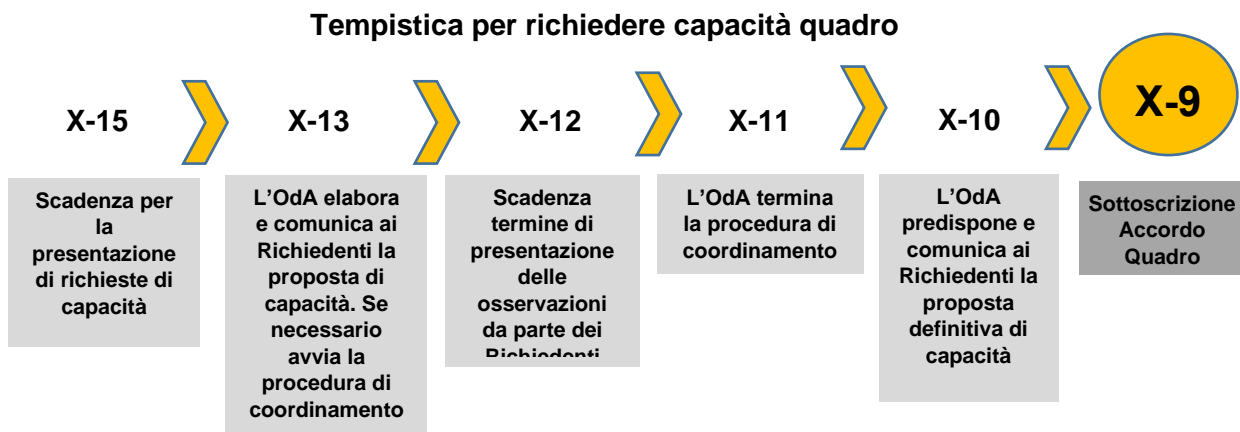 Tempistica per richiedere capacità quadro
X-15
Scadenza per
la
presentazione
di richieste di
capacità
X-13
L'OdA elabora
e comunica ai
Richiedenti la
proposta di
capacità. Se
necessario
avvia la
procedura di
coordinamento
X-12
Scadenza
termine di
presentazione
delle
osservazioni
da parte dei
Richiedenti
X-11
L'OdA termina
la procedura di
coordinamento
X-10
L'OdA
predispone e
comunica ai
Richiedenti la
proposta
definitiva di
capacità
X-9
Sottoscrizione
Accordo
Quadro